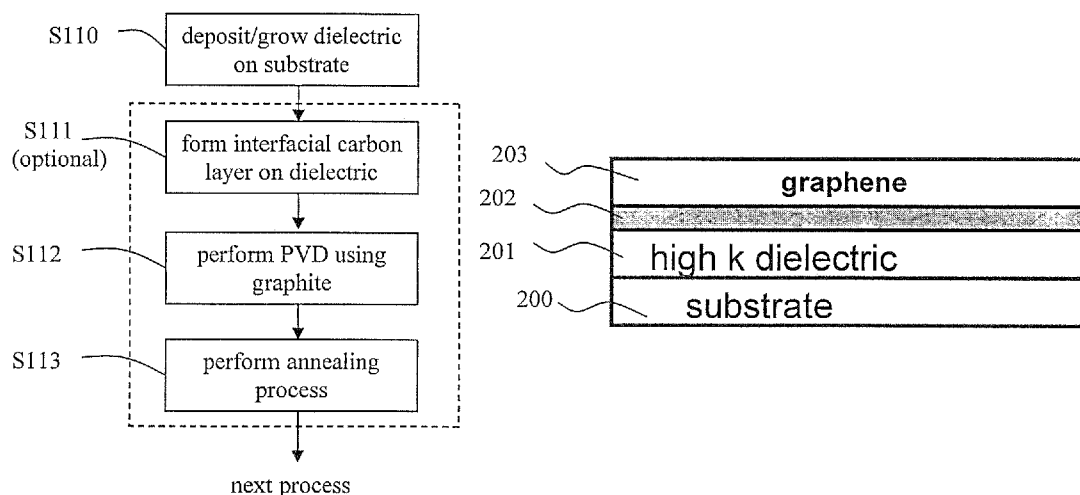 S110
deposit/grow dielectric
on substrate
S111
(optional)
form interfacial carbon
layer on dielectric
S112
perform PVD using
graphite
S113
perform annealing
process
next process
203
graphene
202
201
high k dielectric
200
substrate